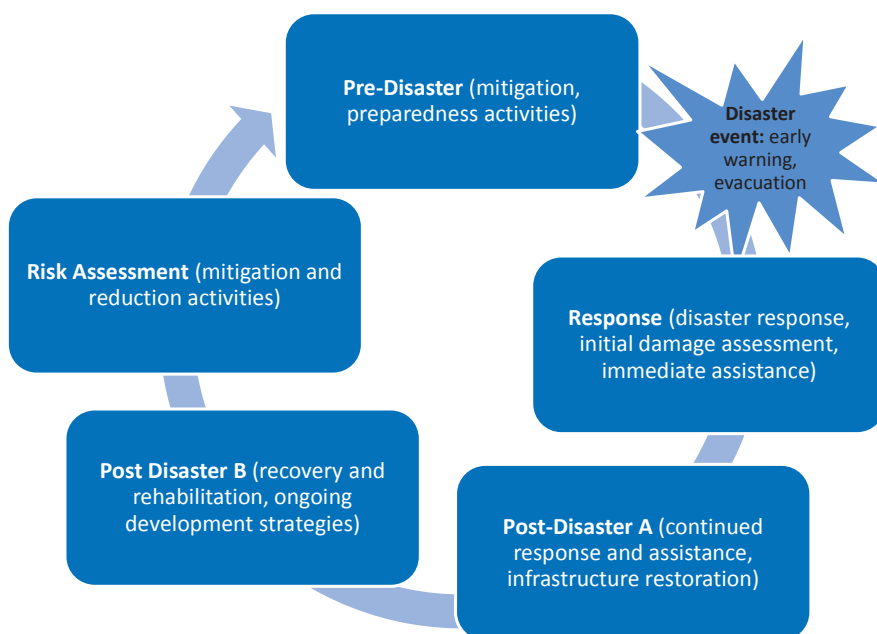 Pre-Disaster (mitigation,
preparedness activities)
Disaster
event: early
warning,
evacuation
Response (disaster response,
initial damage assessment,
immediate assistance)
Post-Disaster A (continued
response and assistance,
infrastructure restoration)
Post Disaster B (recovery and
rehabilitation, ongoing
development strategies)
Risk Assessment (mitigation and
reduction activities)